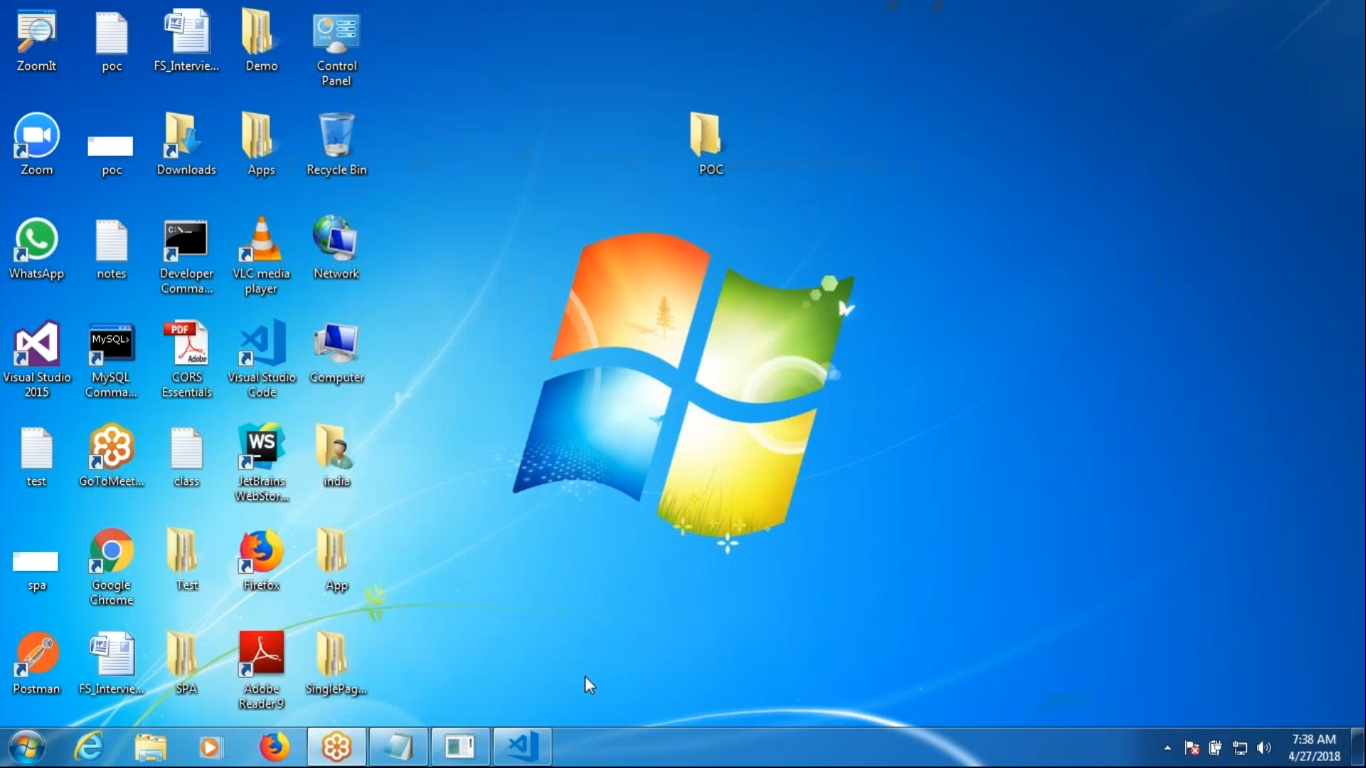 ZoomIt
poc
FS_Intervie...
Demo
Control
Panel
Zoom
poc
Downloads
Apps
Recycle Bin
POC
WhatsApp
notes
Developer
Comma...
VLC media
player
Network
Visual Studio
2015
MySQL>
MySQL
Comma...
PDF
Adobe
CORS
Essentials
Visual Studio
Code
Computer
test
GoToMeet...
class
WS
JetBrains
WebStor...
india
spa
Google
Chrome
Test
Firefox
App
Postman
FS_Intervie...
SPA
Adobe
Reader 9
SinglePag...
7:38 AM
4/27/2018